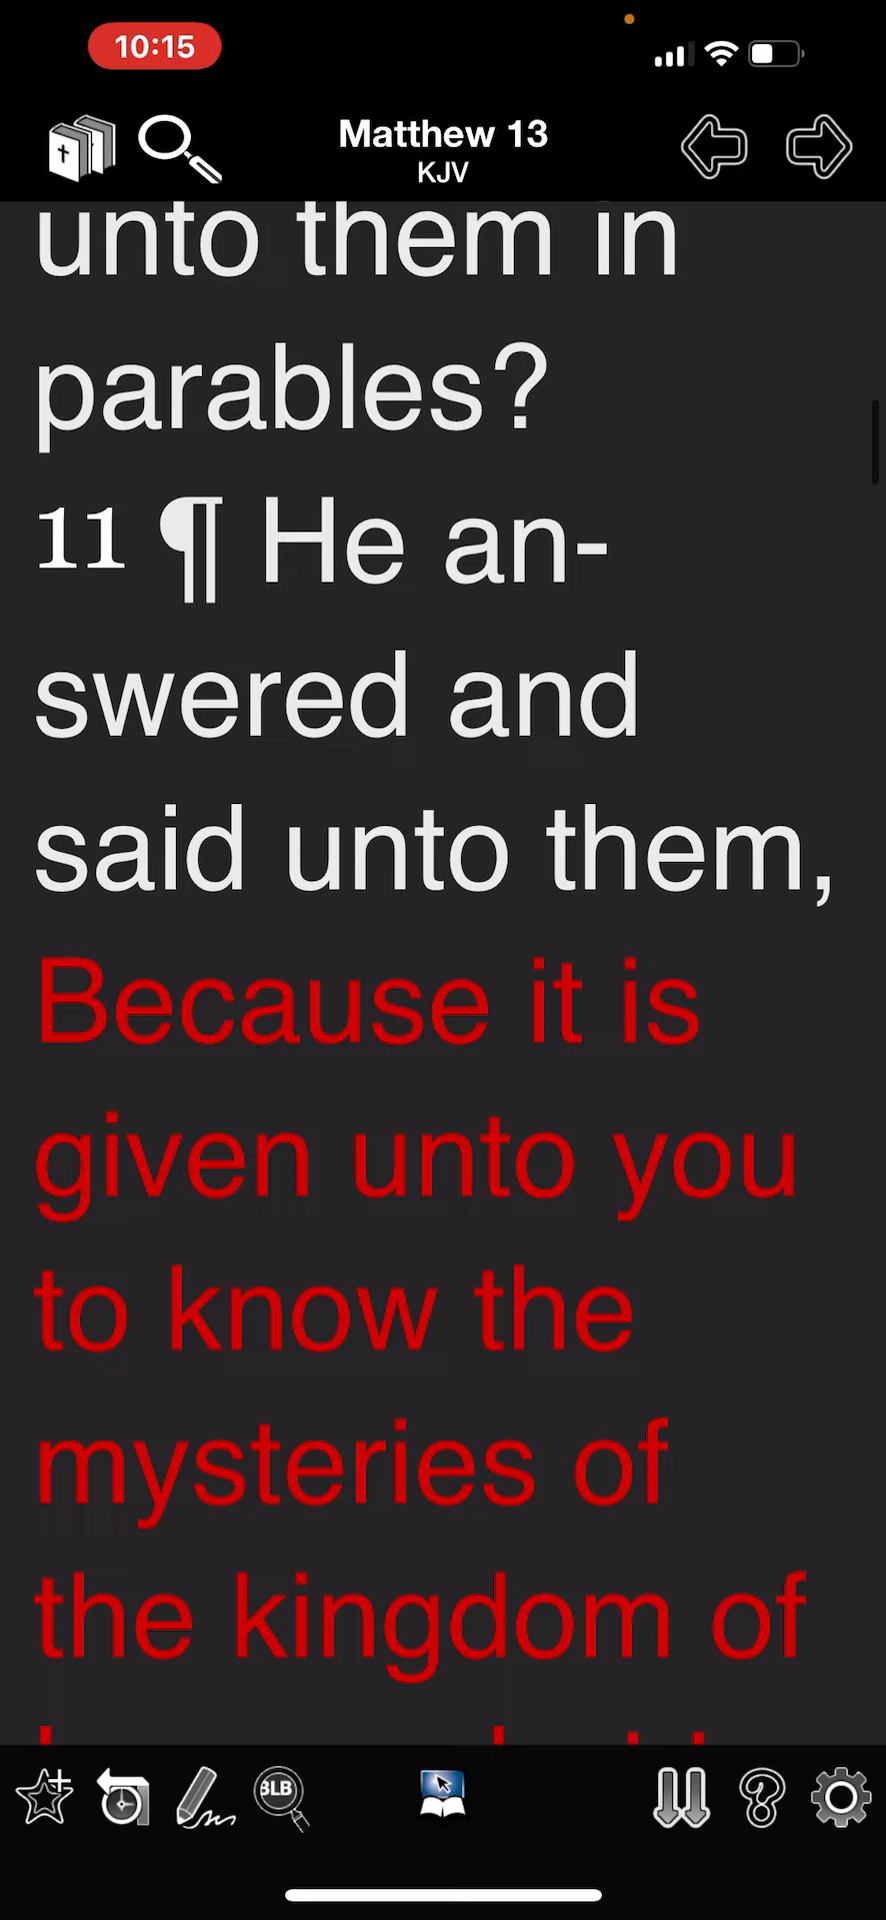 10:15
Matthew 13
KJV
unto them in
parables?
11 ¶ He an-
swered and
said unto them,
Because it is
given unto you
to know the
mysteries of
the kingdom of
BLB